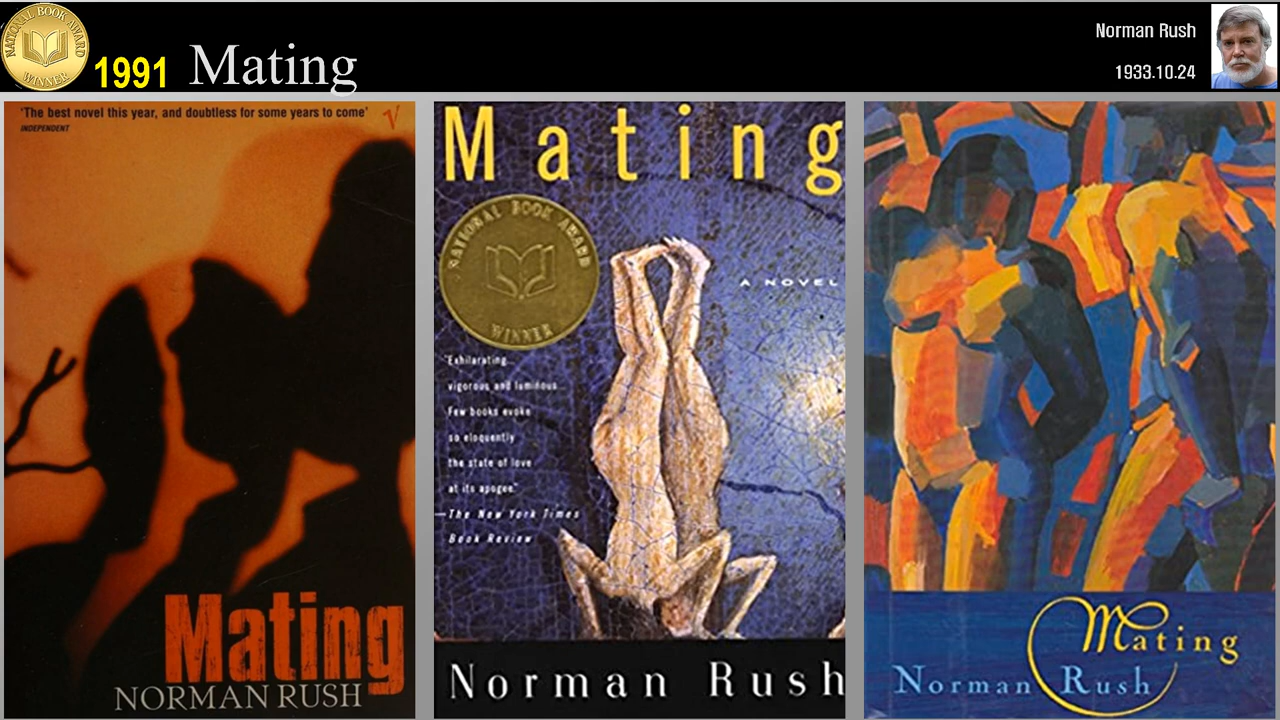 NATIONAL BOOK AWARD
WINNER
1991 Mating
Norman Rush
1933.10.24
'The best novel this year, and doubtless for some years to come'
INDEPENDENT
Mating
NORMAN RUSH
Mating
NATIONAL BOOK AWARD
WINNER
A NOVEL
"Exhilarating...
vigorous and luminous...
Few books evoke
so eloquently
the state of love
at its apogee."
—The New York Times
Book Review
Norman Rush
Mating
Norman Rush